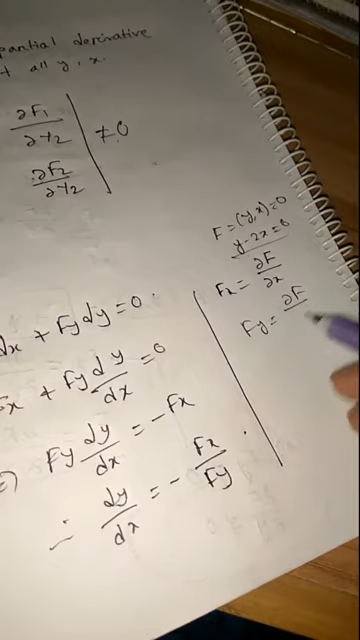 partial derivative
all y, x.
∂F₁/∂Y₂
≠0
∂F₂/∂Y₂
dx + Fy dy = 0
Fx + Fy dy/dx = 0
Fy dy/dx = -Fx
∴ dy/dx = - Fx/Fy .
F = (y, x) = 0
y - 2x = 0
Fx = ∂F/∂x
Fy = ∂F